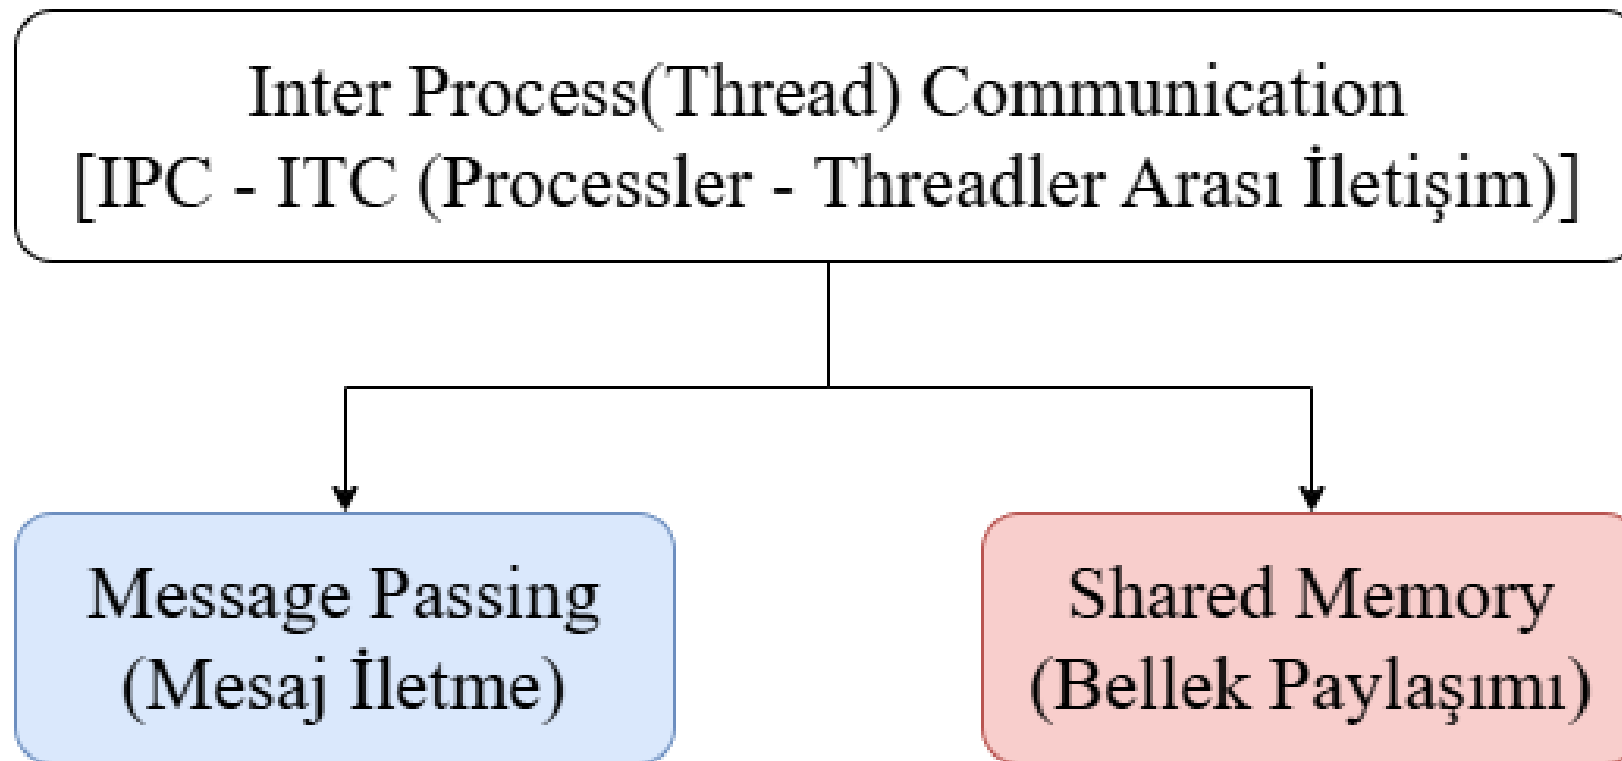 Inter Process(Thread) Communication
[IPC - ITC (Processler - Threadler Arası İletişim)]
Message Passing
(Mesaj İletme)
Shared Memory
(Bellek Paylaşımı)